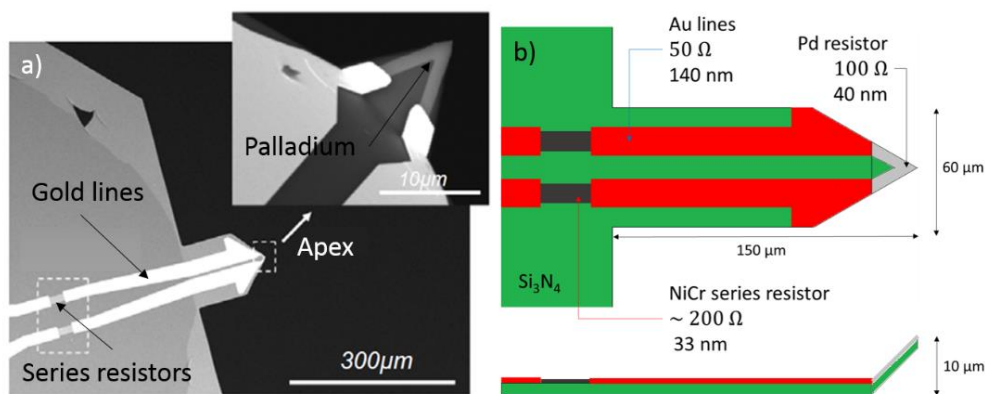 a)
Palladium
10μm
Gold lines
Apex
300μm
Series resistors
b)
Au lines
50 Ω
140 nm
Pd resistor
100 Ω
40 nm
60 μm
150 μm
Si₃N₄
NiCr series resistor
~ 200 Ω
33 nm
10 μm